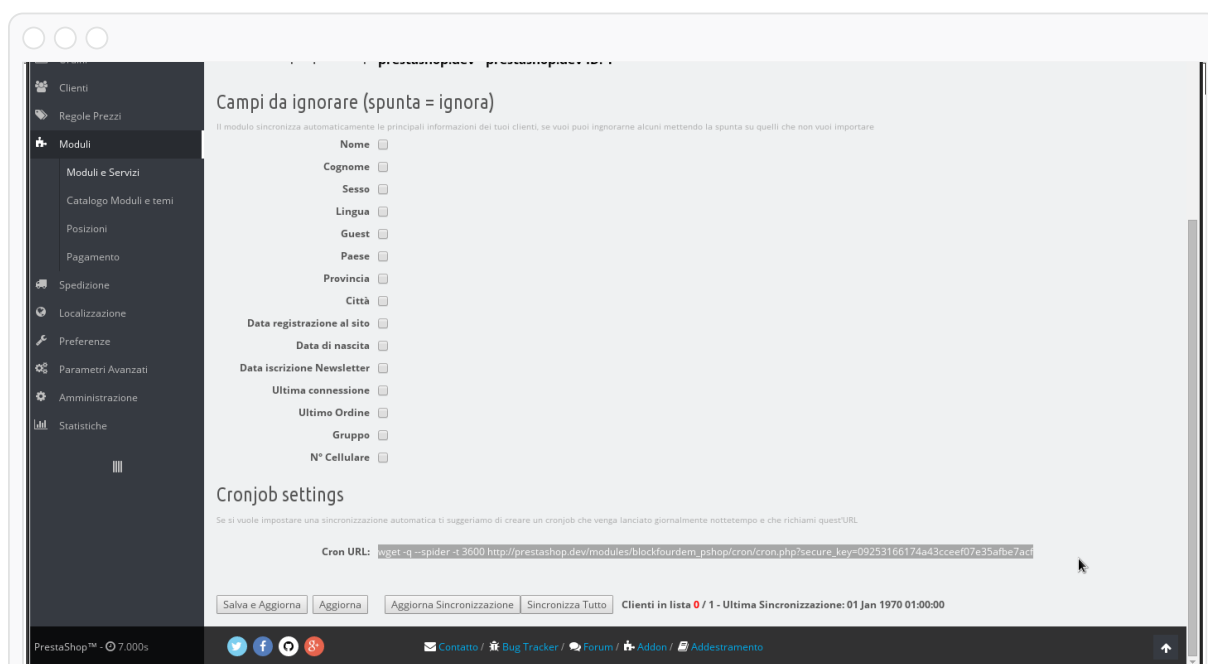 Clienti
Regole Prezzi
Moduli
Moduli e Servizi
Catalogo Moduli e temi
Posizioni
Pagamento
Spedizione
Localizzazione
Preferenze
Parametri Avanzati
Amministrazione
Statistiche
Campi da ignorare (spunta = ignora)
Il modulo sincronizza automaticamente le principali informazioni dei tuoi clienti, se vuoi puoi ingnorarne alcuni mettendo la spunta su quelli che non vuoi importare
Nome
Cognome
Sesso
Lingua
Guest
Paese
Provincia
Città
Data registrazione al sito
Data di nascita
Data iscrizione Newsletter
Ultima connessione
Ultimo Ordine
Gruppo
N° Cellulare
Cronjob settings
Se si vuole impostare una sincronizzazione automatica ti suggeriamo di creare un cronjob che venga lanciato giornalmente nottetempo e che richiami quest'URL
Cron URL: wget -q --spider -t 3600 http://prestashop.dev/modules/blockfourdem_pshop/cron/cron.php?secure_key=09253166174a43cceef07e35afbe7acf
Salva e Aggiorna Aggiorna Aggiorna Sincronizzazione Sincronizza Tutto Clienti in lista 0 / 1 - Ultima Sincronizzazione: 01 Jan 1970 01:00:00
PrestaShop™ - 7.000s
Contatto / Bug Tracker / Forum / Addon / Addestramento